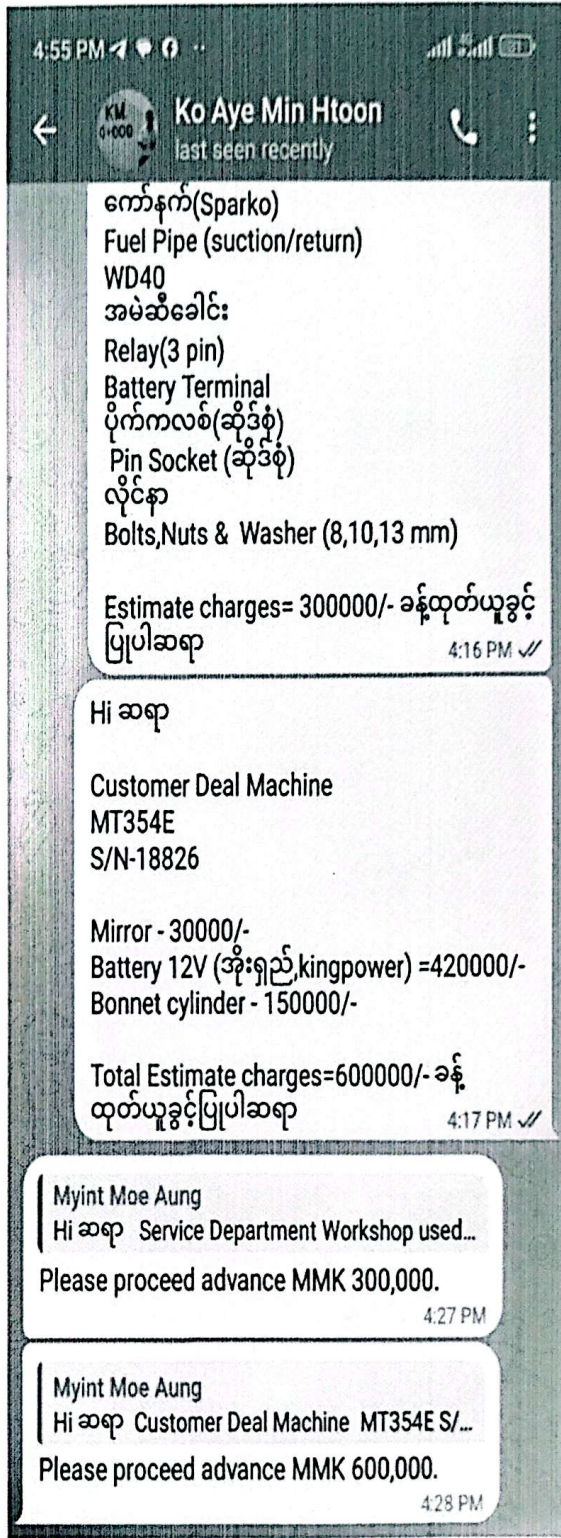 4:55 PM
Ko Aye Min Htoon
last seen recently
ကော်နက်(Sparko)
Fuel Pipe (suction/return)
WD40
အမဲဆီခေါင်း
Relay(3 pin)
Battery Terminal
ပိုက်ကလစ်(ဆိုဒ်စုံ)
Pin Socket (ဆိုဒ်စုံ)
လိုင်နာ
Bolts,Nuts & Washer (8,10,13 mm)
Estimate charges= 300000/- ခန့်ထုတ်ယူခွင့်
ပြုပါဆရာ
4:16 PM
Hi ဆရာ
Customer Deal Machine
MT354E
S/N-18826
Mirror - 30000/-
Battery 12V (အိုးရှည်,kingpower) =420000/-
Bonnet cylinder - 150000/-
Total Estimate charges=600000/- ခန့်
ထုတ်ယူခွင့်ပြုပါဆရာ
4:17 PM
Myint Moe Aung
Hi ဆရာ Service Department Workshop used...
Please proceed advance MMK 300,000.
4:27 PM
Myint Moe Aung
Hi ဆရာ Customer Deal Machine MT354E S/...
Please proceed advance MMK 600,000.
4:28 PM